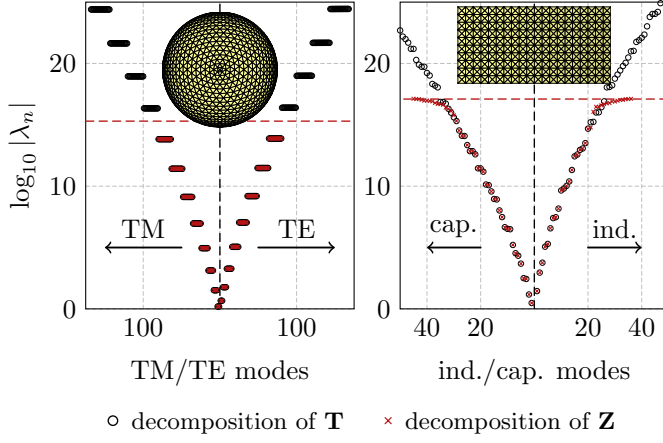 log₁₀ |λₙ|
20
10
0
TM
TE
100
100
TM/TE modes
20
10
0
cap.
ind.
40
20
20
40
ind./cap. modes
decomposition of T
decomposition of Z